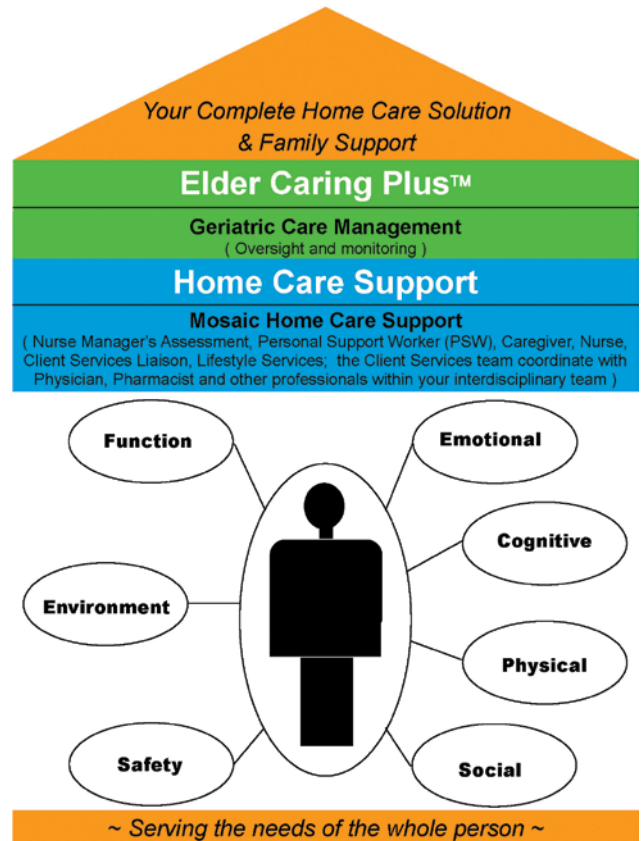 Your Complete Home Care Solution
& Family Support
Elder Caring Plus™
Geriatric Care Management
( Oversight and monitoring )
Home Care Support
Mosaic Home Care Support
( Nurse Manager's Assessment, Personal Support Worker (PSW), Caregiver, Nurse,
Client Services Liaison, Lifestyle Services; the Client Services team coordinate with
Physician, Pharmacist and other professionals within your interdisciplinary team )
Function
Emotional
Cognitive
Environment
Physical
Safety
Social
~ Serving the needs of the whole person ~